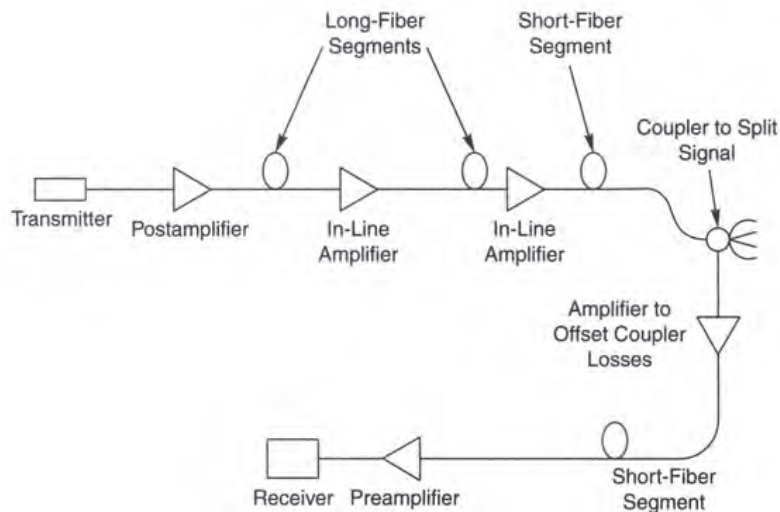 Long-Fiber
Segments
Short-Fiber
Segment
Coupler to Split
Signal
Transmitter
Postamplifier
In-Line
Amplifier
In-Line
Amplifier
Amplifier to
Offset Coupler
Losses
Receiver
Preamplifier
Short-Fiber
Segment